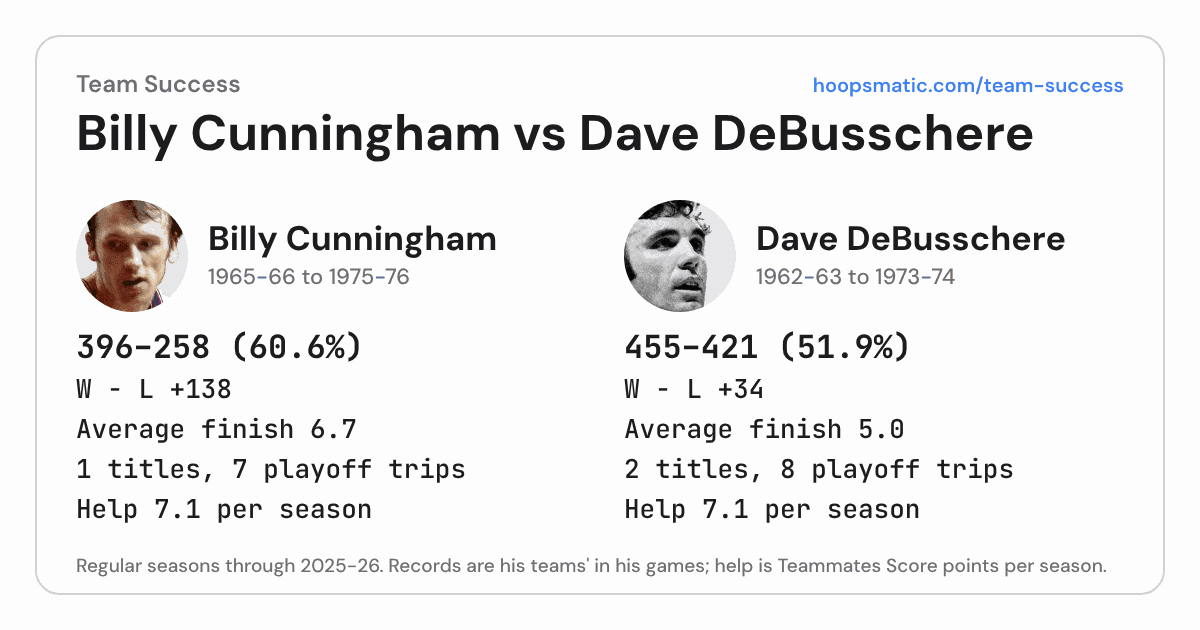 Team Success
hoopsmatic.com/team-success
Billy Cunningham vs Dave DeBusschere
Billy Cunningham
1965–66 to 1975–76
396–258 (60.6%)
W - L +138
Average finish 6.7
1 titles, 7 playoff trips
Help 7.1 per season
Dave DeBusschere
1962–63 to 1973–74
455–421 (51.9%)
W - L +34
Average finish 5.0
2 titles, 8 playoff trips
Help 7.1 per season
Regular seasons through 2025-26. Records are his teams' in his games; help is Teammates Score points per season.